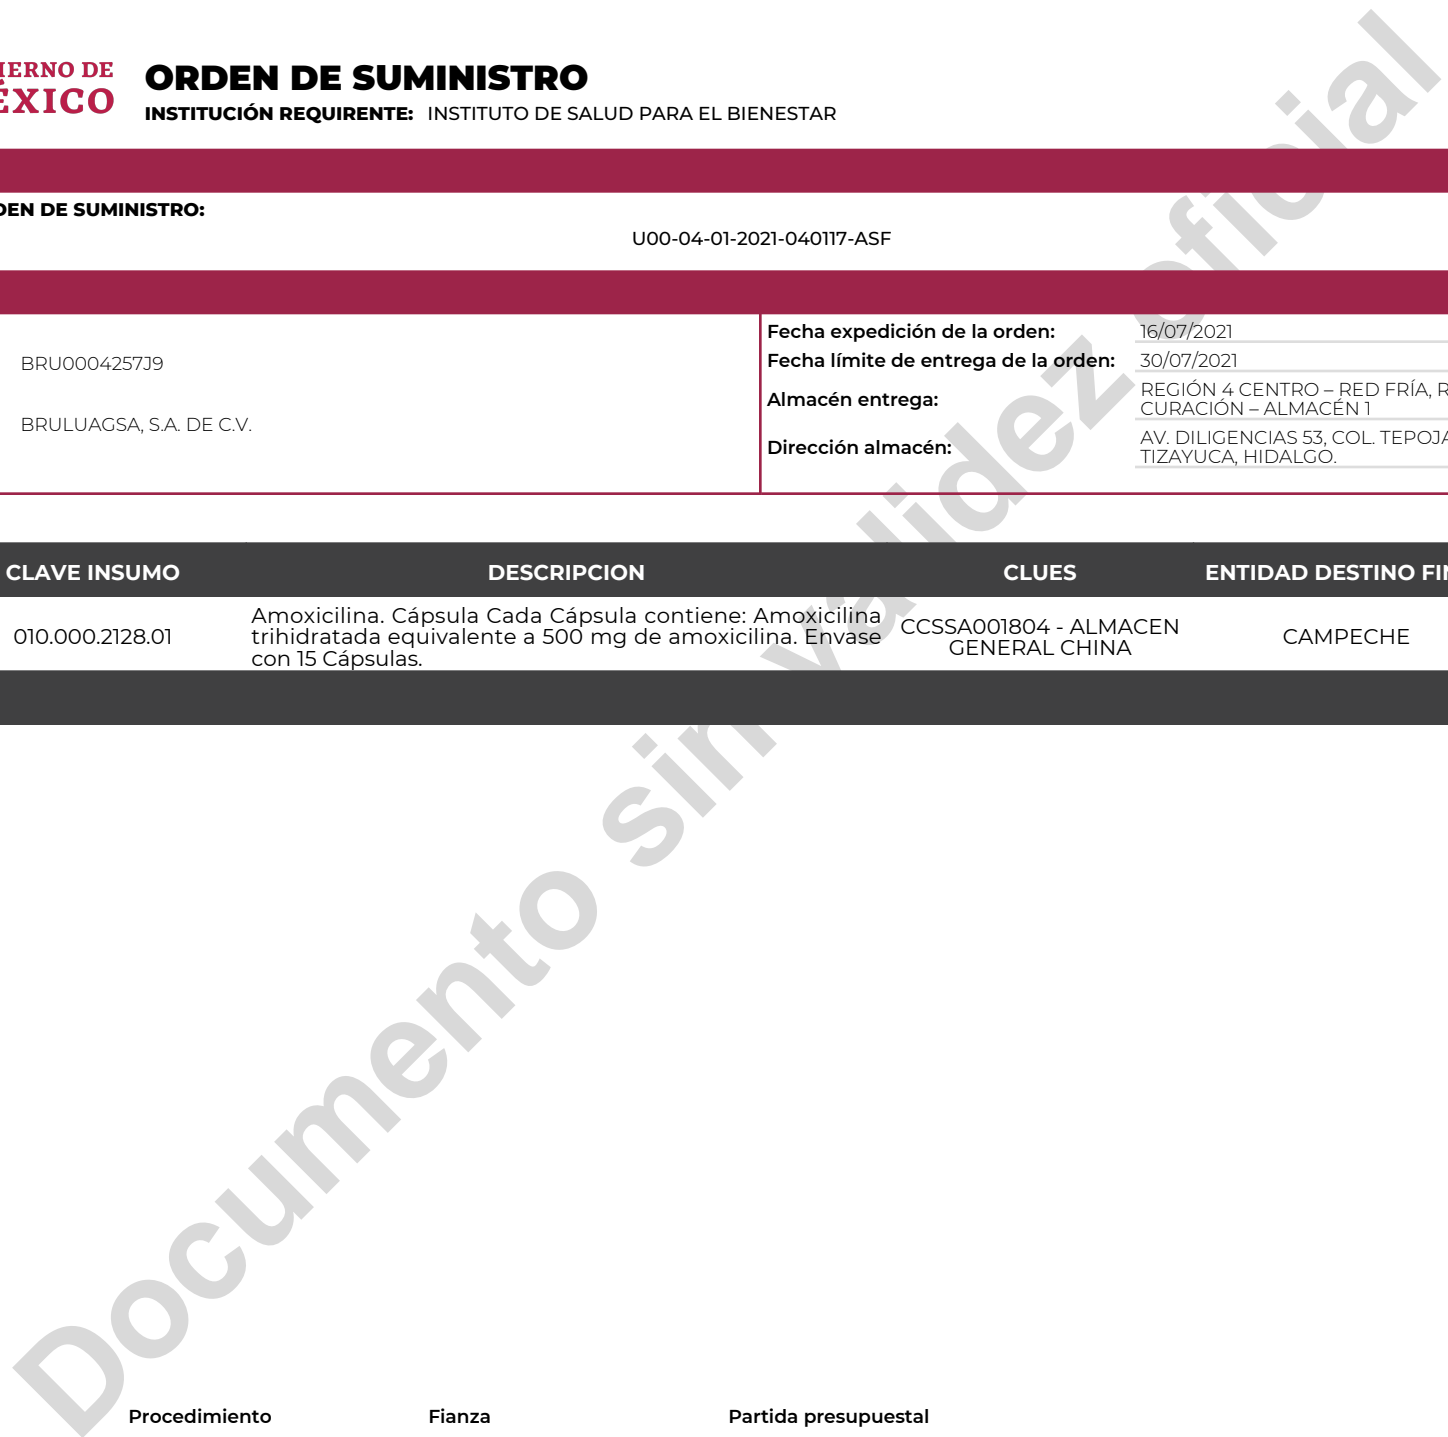 IERNO DE
ÉXICO
ORDEN DE SUMINISTRO
INSTITUCIÓN REQUIRENTE: INSTITUTO DE SALUD PARA EL BIENESTAR
DEN DE SUMINISTRO:
U00-04-01-2021-040117-ASF
BRU0004257J9
BRULUAGSA, S.A. DE C.V.
Fecha expedición de la orden: 16/07/2021
Fecha límite de entrega de la orden: 30/07/2021
Almacén entrega: REGIÓN 4 CENTRO – RED FRÍA, R
CURACIÓN – ALMACÉN 1
Dirección almacén: AV. DILIGENCIAS 53, COL. TEPOJA
TIZAYUCA, HIDALGO.
CLAVE INSUMO DESCRIPCION CLUES ENTIDAD DESTINO FIN
010.000.2128.01
Amoxicilina. Cápsula Cada Cápsula contiene: Amoxicilina
trihidratada equivalente a 500 mg de amoxicilina. Envase
con 15 Cápsulas.
CCSSA001804 - ALMACEN
GENERAL CHINA
CAMPECHE
Documento sin validez oficial
Procedimiento Fianza Partida presupuestal